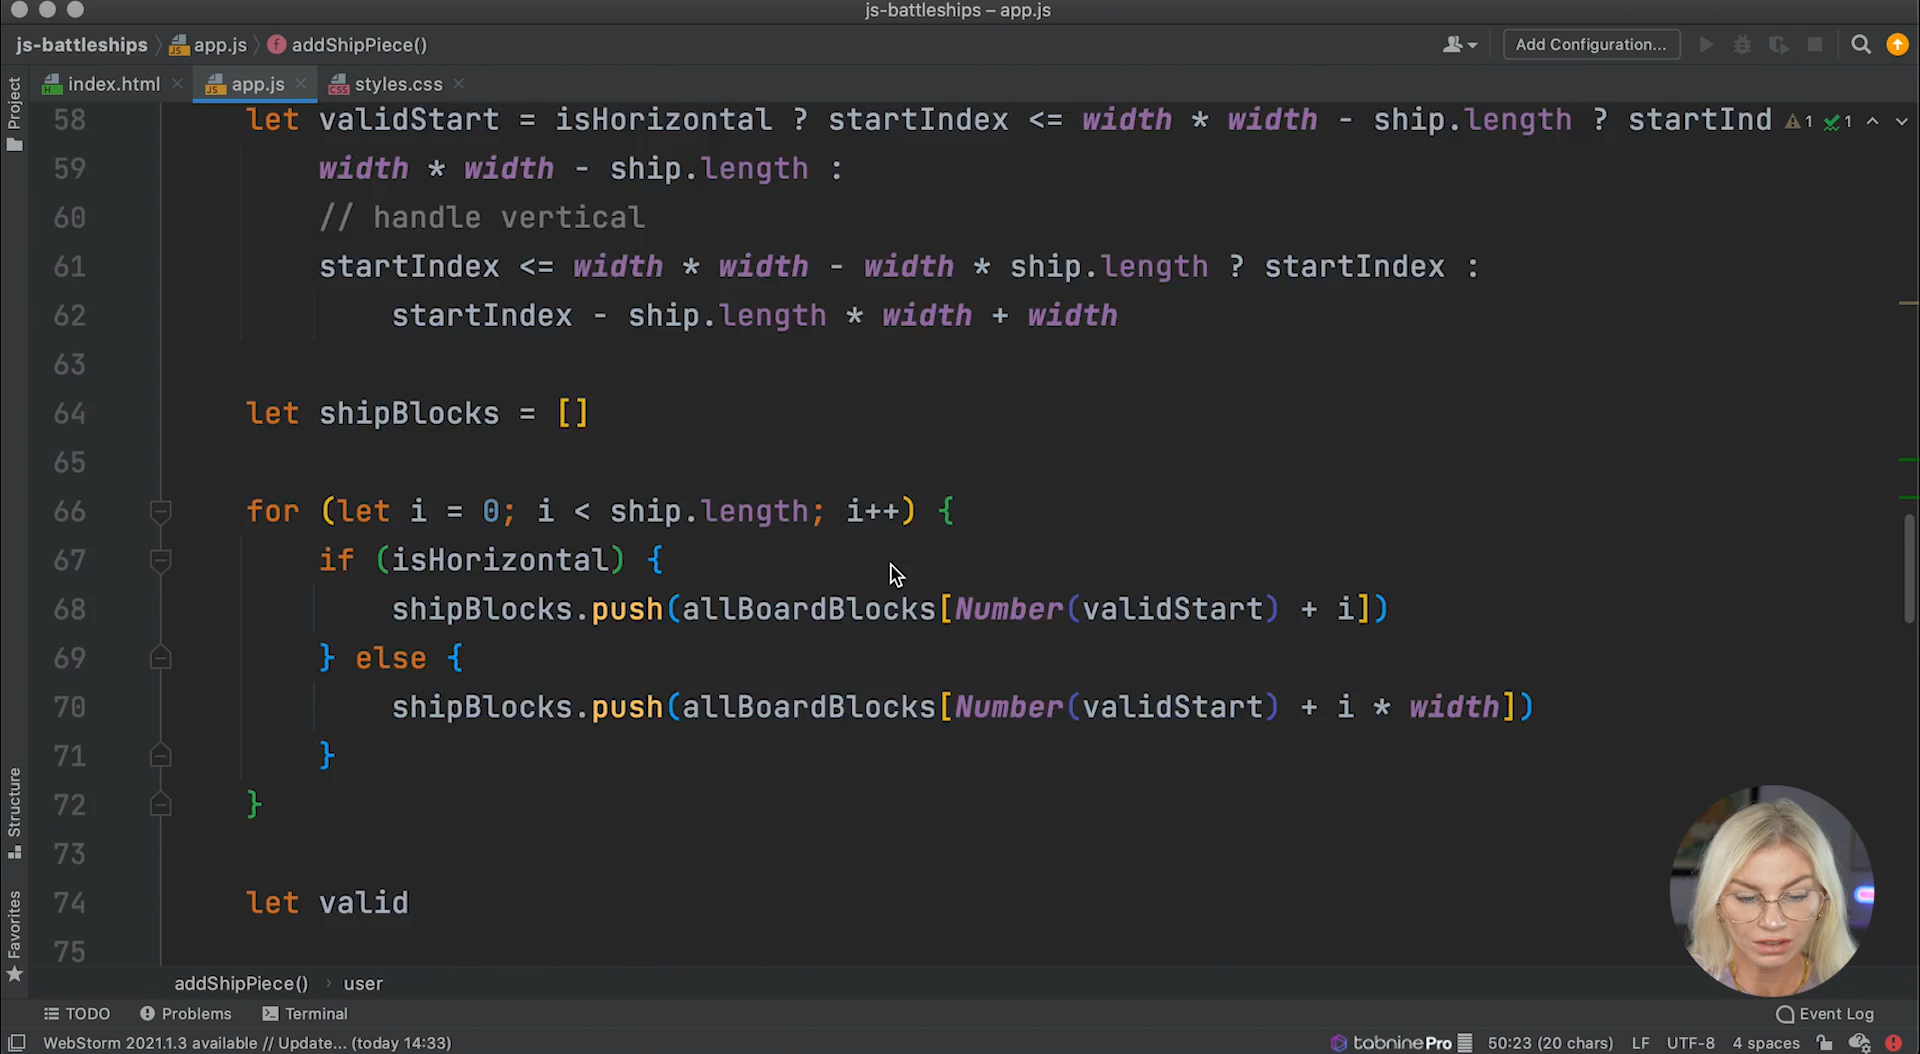 js-battleships – app.js
js-battleships app.js addShipPiece()
Add Configuration...
index.html app.js styles.css
Project
58 let validStart = isHorizontal ? startIndex <= width * width - ship.length ? startInd 1 1
59 width * width - ship.length :
60 // handle vertical
61 startIndex <= width * width - width * ship.length ? startIndex :
62 startIndex - ship.length * width + width
63
64 let shipBlocks = []
65
66 for (let i = 0; i < ship.length; i++) {
67 if (isHorizontal) {
68 shipBlocks.push(allBoardBlocks[Number(validStart) + i])
69 } else {
70 shipBlocks.push(allBoardBlocks[Number(validStart) + i * width])
71 }
72 }
73
74 let valid
75
Structure
Favorites
addShipPiece() › user
TODO Problems Terminal Event Log
WebStorm 2021.1.3 available // Update... (today 14:33) tabnine Pro 50:23 (20 chars) LF UTF-8 4 spaces